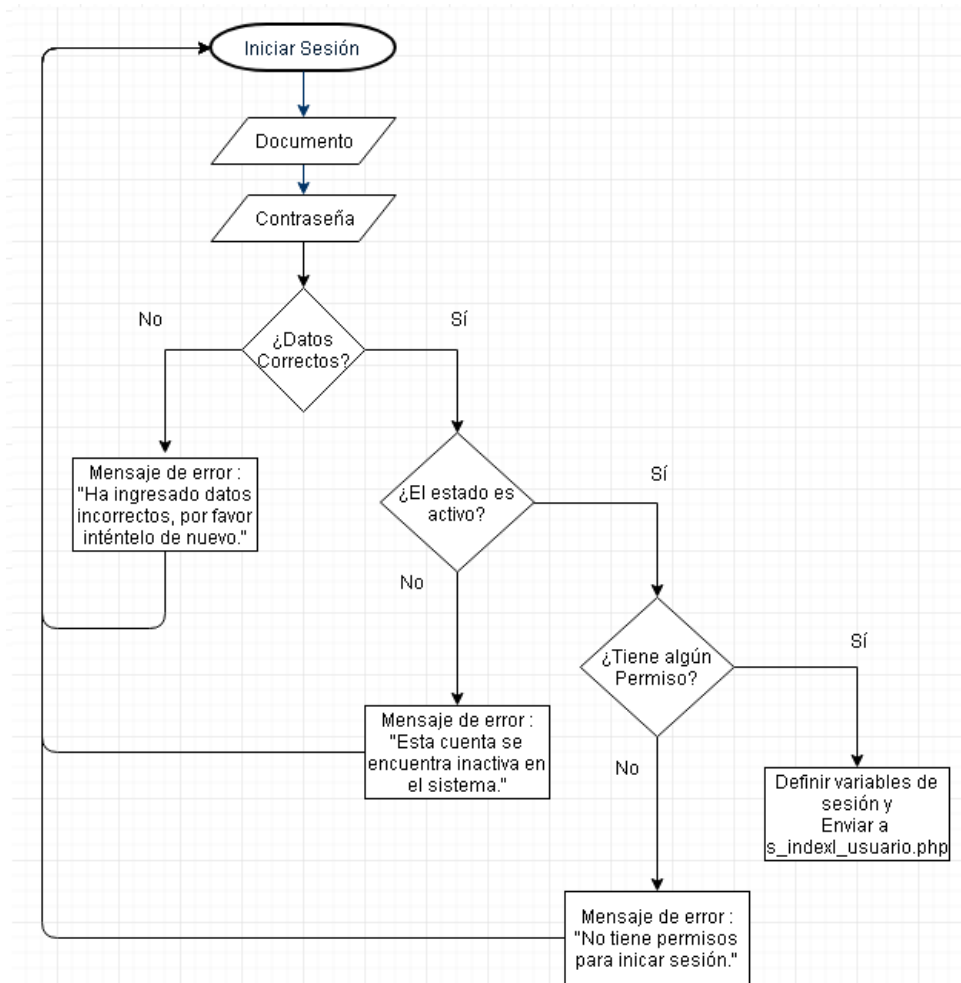 Iniciar Sesión
Documento
Contraseña
¿Datos
Correctos?
No
Sí
Mensaje de error :
"Ha ingresado datos
incorrectos, por favor
inténtelo de nuevo."
¿El estado es
activo?
Sí
No
Mensaje de error :
"Esta cuenta se
encuentra inactiva en
el sistema."
¿Tiene algún
Permiso?
Sí
No
Definir variables de
sesión y
Enviar a
s_indexl_usuario.php
Mensaje de error :
"No tiene permisos
para inicar sesión."